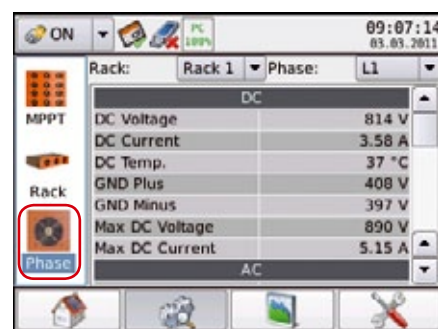 ON
PC
100%
09:07:14
03.03.2011
Rack: Rack 1 Phase: L1
MPPT
Rack
Phase
DC
DC Voltage 814 V
DC Current 3.58 A
DC Temp. 37 °C
GND Plus 408 V
GND Minus 397 V
Max DC Voltage 890 V
Max DC Current 5.15 A
AC